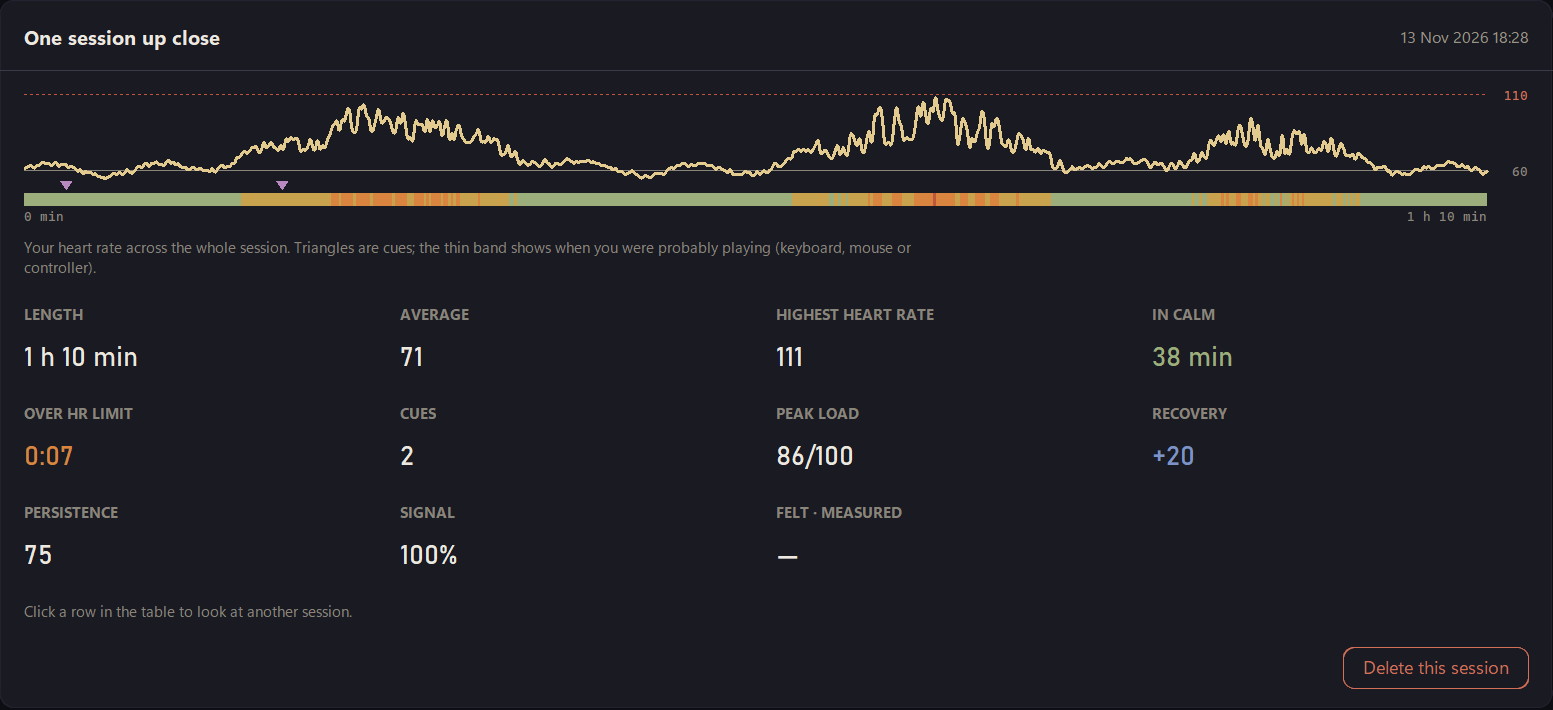 One session up close
13 Nov 2026 18:28
110
60
0 min
1 h 10 min
Your heart rate across the whole session. Triangles are cues; the thin band shows when you were probably playing (keyboard, mouse or
controller).
LENGTH
AVERAGE
HIGHEST HEART RATE
IN CALM
1 h 10 min
71
111
38 min
OVER HR LIMIT
CUES
PEAK LOAD
RECOVERY
0:07
2
86/100
+20
PERSISTENCE
SIGNAL
FELT · MEASURED
75
100%
—
Click a row in the table to look at another session.
Delete this session